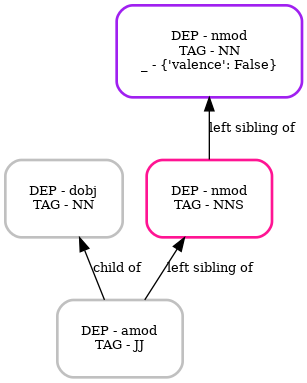 DEP - nmod
TAG - NN
_ - {'valence': False}
left sibling of
DEP - dobj
TAG - NN
DEP - nmod
TAG - NNS
child of
left sibling of
DEP - amod
TAG - JJ